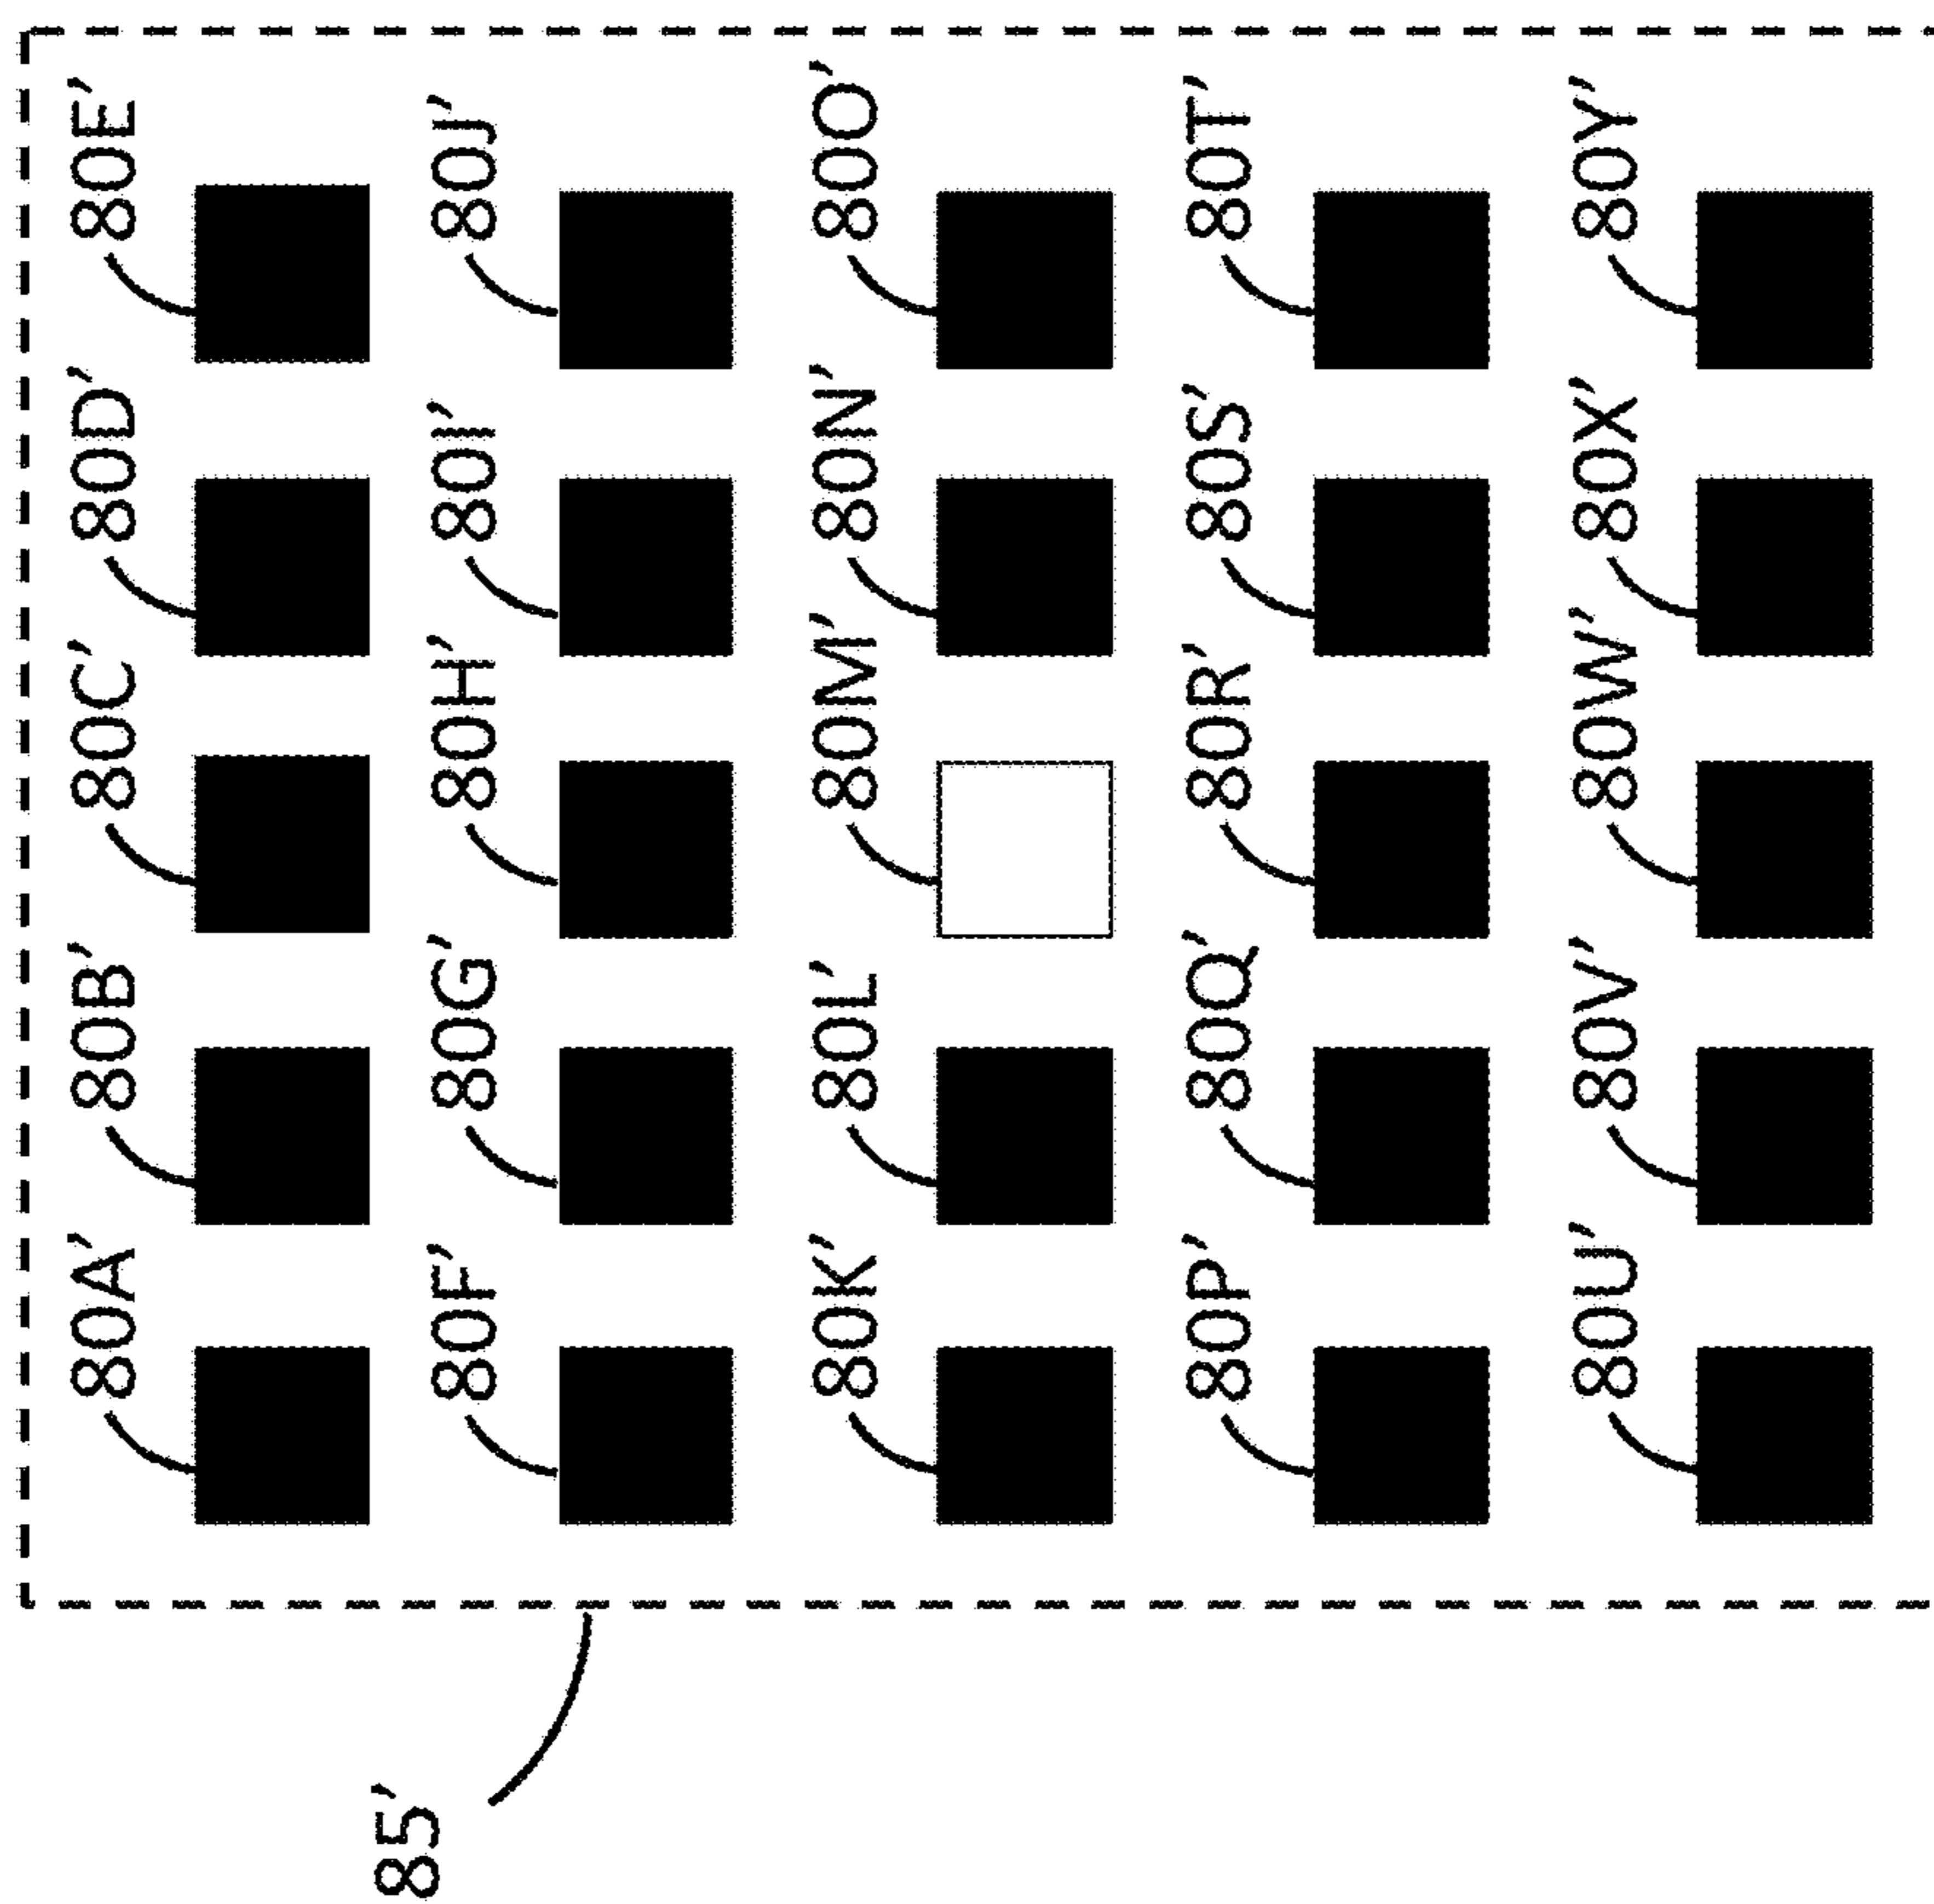 80A′ 80B′ 80C′ 80D′ 80E′
80F′ 80G′ 80H′ 80I′ 80J′
80K′ 80L′ 80M′ 80N′ 80O′
80P′ 80Q′ 80R′ 80S′ 80T′
80U′ 80V′ 80W′ 80X′ 80Y′
85′